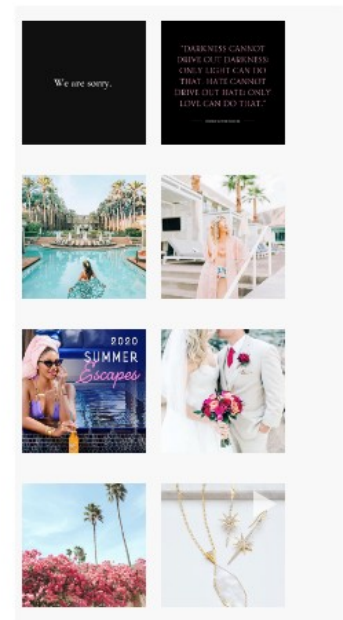 We are sorry.
"DARKNESS CANNOT
DRIVE OUT DARKNESS;
ONLY LIGHT CAN DO
THAT. HATE CANNOT
DRIVE OUT HATE; ONLY
LOVE CAN DO THAT."
2020
SUMMER
Escapes